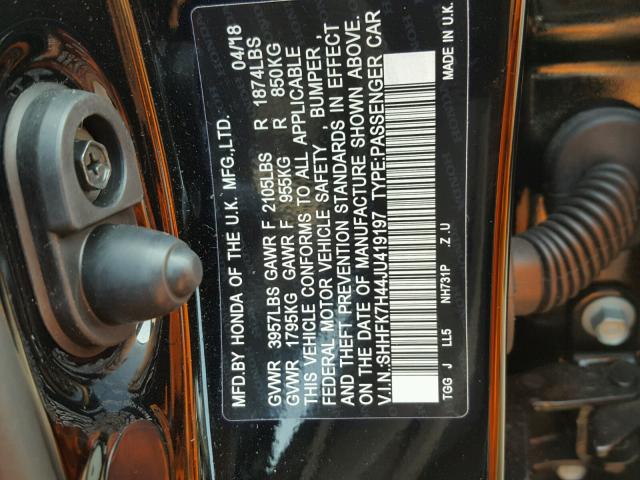 MFD.BY HONDA OF THE U.K. MFG.,LTD. 04/18
GVWR 3957LBS GAWR F 2105LBS R 1874LBS
GVWR 1795KG GAWR F 955KG R 850KG
THIS VEHICLE CONFORMS TO ALL APPLICABLE
FEDERAL MOTOR VEHICLE SAFETY , BUMPER ,
AND THEFT PREVENTION STANDARDS IN EFFECT
ON THE DATE OF MANUFACTURE SHOWN ABOVE.
V.I.N:SHHFK7H44JU419197 TYPE:PASSENGER CAR
TGG J LL5 NH731P .Z.U MADE IN U.K.